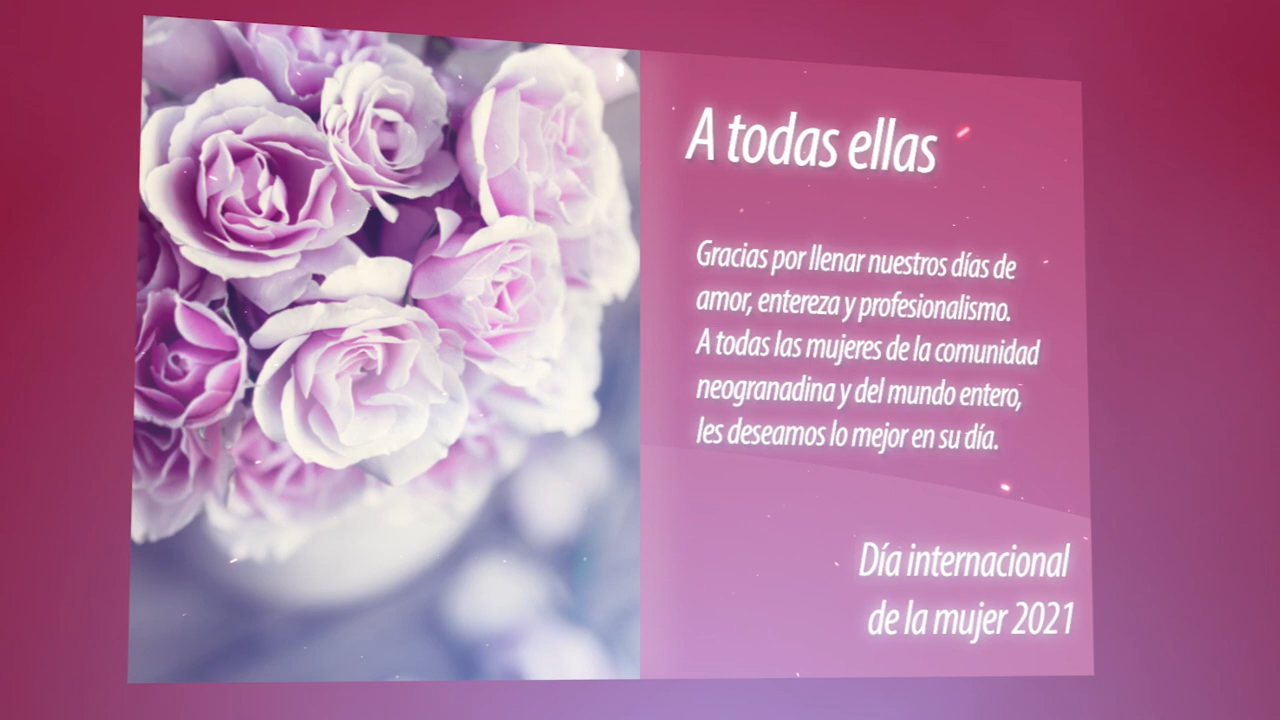 A todas ellas
Gracias por llenar nuestros días de
amor, entereza y profesionalismo.
A todas las mujeres de la comunidad
neogranadina y del mundo entero,
les deseamos lo mejor en su día.
Día internacional
de la mujer 2021